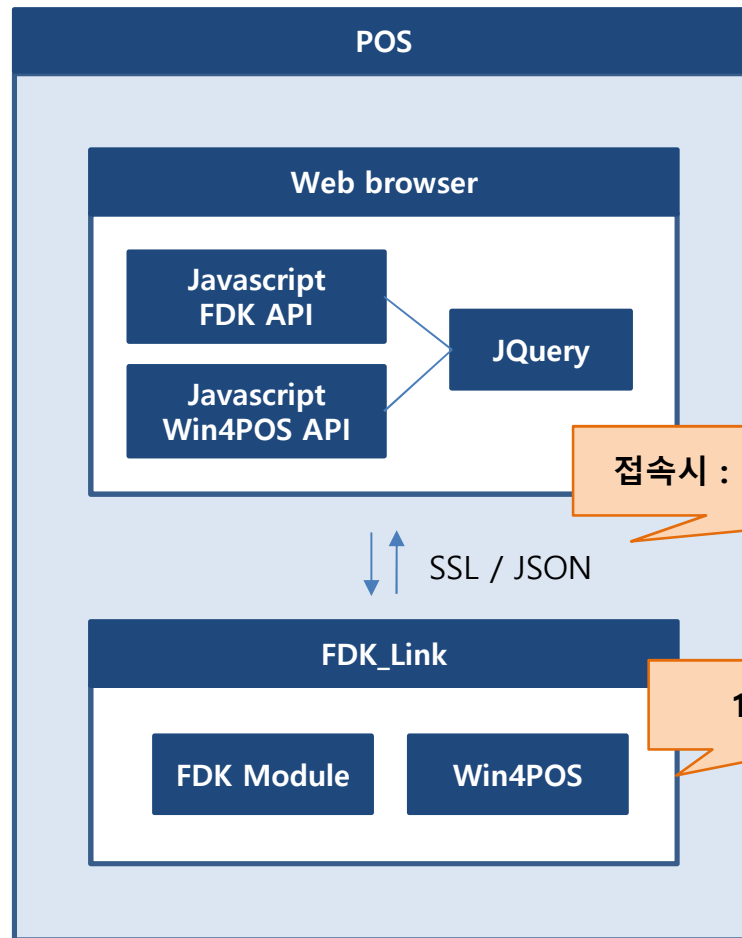 POS
Web browser
Javascript
FDK API
JQuery
Javascript
Win4POS API
접속시 :
SSL / JSON
FDK_Link
1
FDK Module
Win4POS